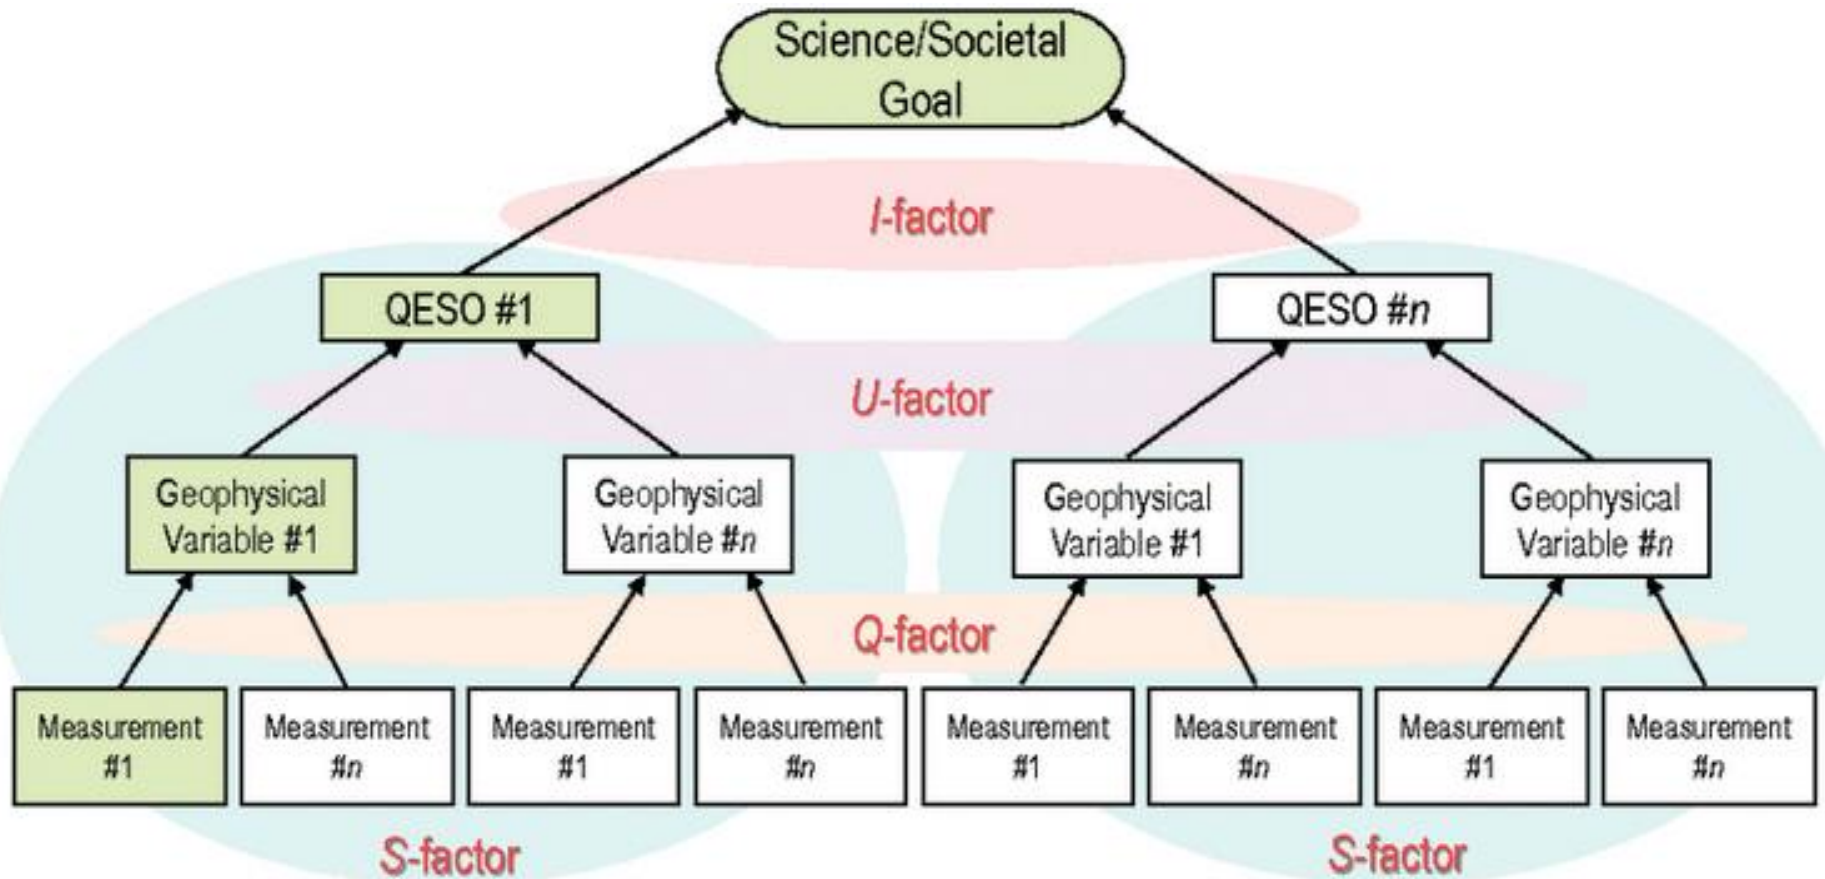 Science/Societal
Goal
I-factor
QESO #1
QESO #n
U-factor
Geophysical
Variable #1
Geophysical
Variable #n
Geophysical
Variable #1
Geophysical
Variable #n
Q-factor
Measurement
#1
Measurement
#n
Measurement
#1
Measurement
#n
Measurement
#1
Measurement
#n
Measurement
#1
Measurement
#n
S-factor
S-factor